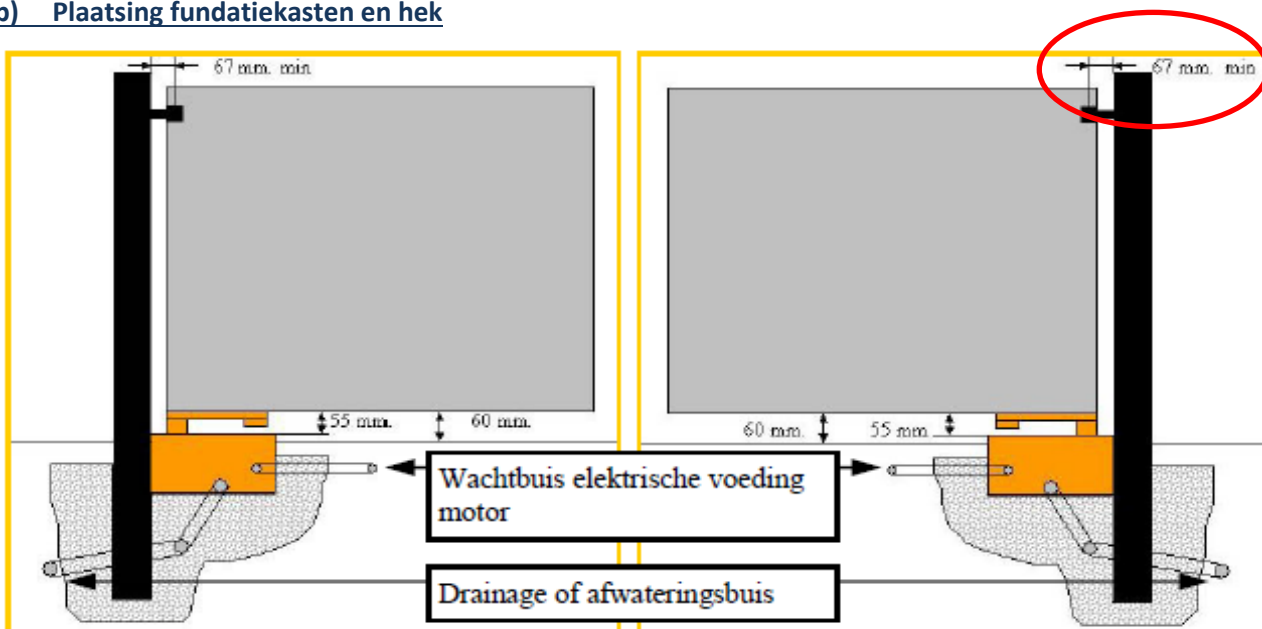 b) Plaatsing fundatiekasten en hek
67 mm. min
67 mm. min
55 mm.
60 mm.
60 mm.
55 mm
Wachtbuis elektrische voeding
motor
Drainage of afwateringsbuis